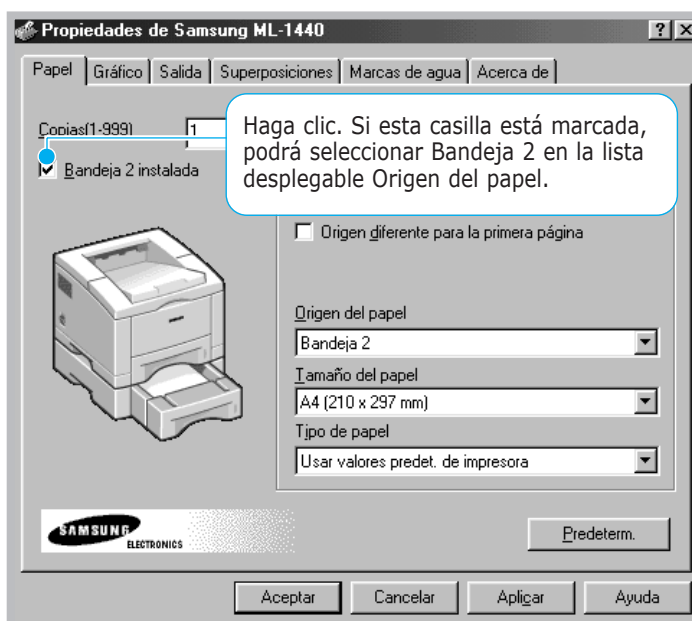 Propiedades de Samsung ML-1440
Papel Gráfico Salida Superposiciones Marcas de agua Acerca de
Copias(1-999) 1
Haga clic. Si esta casilla está marcada,
podrá seleccionar Bandeja 2 en la lista
desplegable Origen del papel.
Bandeja 2 instalada
Origen diferente para la primera página
Origen del papel
Bandeja 2
Tamaño del papel
A4 (210 x 297 mm)
Tipo de papel
Usar valores predet. de impresora
SAMSUNG
ELECTRONICS
Predeterm.
Aceptar Cancelar Aplicar Ayuda